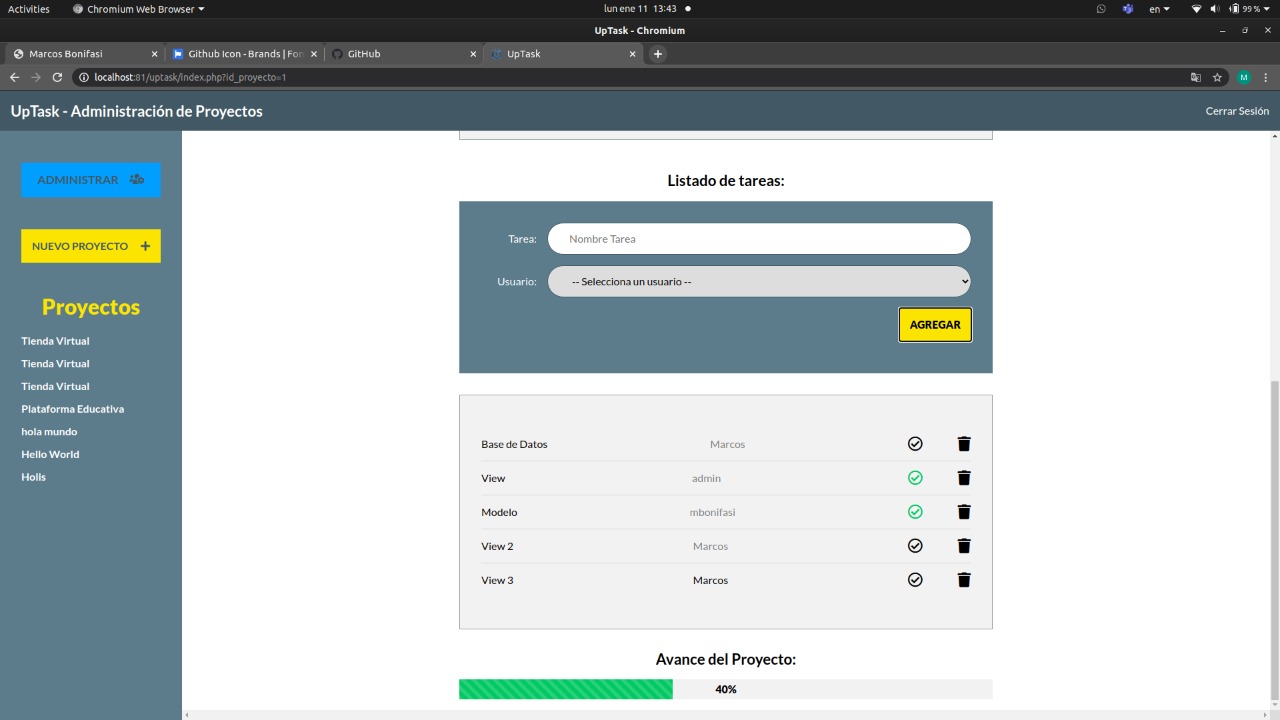 Activities Chromium Web Browser lun ene 11 13:43 en 99 %
UpTask - Chromium
Marcos Bonifasi Github Icon - Brands | Fon GitHub UpTask
localhost:81/uptask/index.php?id_proyecto=1 M
UpTask - Administración de Proyectos Cerrar Sesión
ADMINISTRAR
NUEVO PROYECTO
Proyectos
Tienda Virtual
Tienda Virtual
Tienda Virtual
Plataforma Educativa
hola mundo
Hello World
Holls
Listado de tareas:
Tarea: Nombre Tarea
Usuario: -- Selecciona un usuario --
AGREGAR
Base de Datos Marcos
View admin
Modelo mbonifasi
View 2 Marcos
View 3 Marcos
Avance del Proyecto:
40%